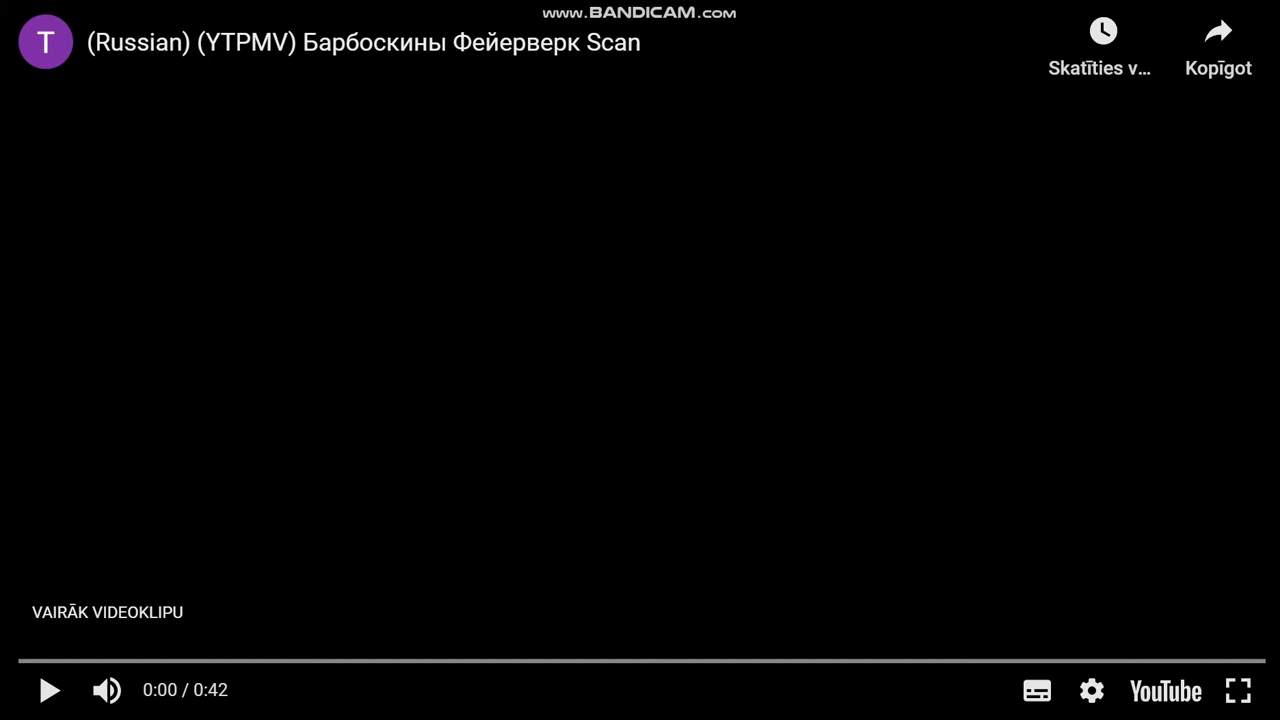 www.BANDICAM.com
T
(Russian) (YTPMV) Барбоскины Фейерверк Scan
Skatīties v...
Kopīgot
VAIRĀK VIDEOKLIPU
0:00 / 0:42
YouTube